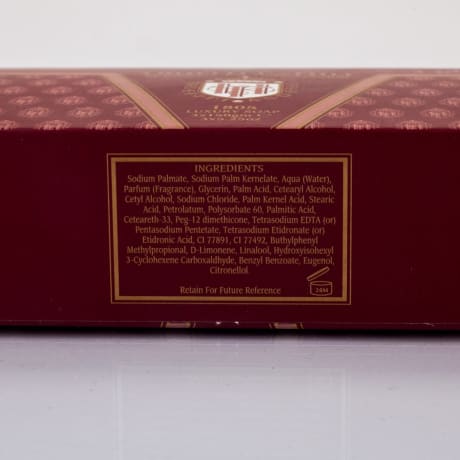 1805
LUXURY SOAP
INGREDIENTS
Sodium Palmate, Sodium Palm Kernelate, Aqua (Water),
Parfum (Fragrance), Glycerin, Palm Acid, Cetearyl Alcohol,
Cetyl Alcohol, Sodium Chloride, Palm Kernel Acid, Stearic
Acid, Petrolatum, Polysorbate 60, Palmitic Acid,
Ceteareth-33, Peg-12 dimethicone, Tetrasodium EDTA (or)
Pentasodium Pentetate, Tetrasodium Etidronate (or)
Etidronic Acid, CI 77891, CI 77492, Buthylphenyl
Methylpropional, D-Limonene, Linalool, Hydroxyisohexyl
3-Cyclohexene Carboxaldhyde, Benzyl Benzoate, Eugenol,
Citronellol.
Retain For Future Reference
24M